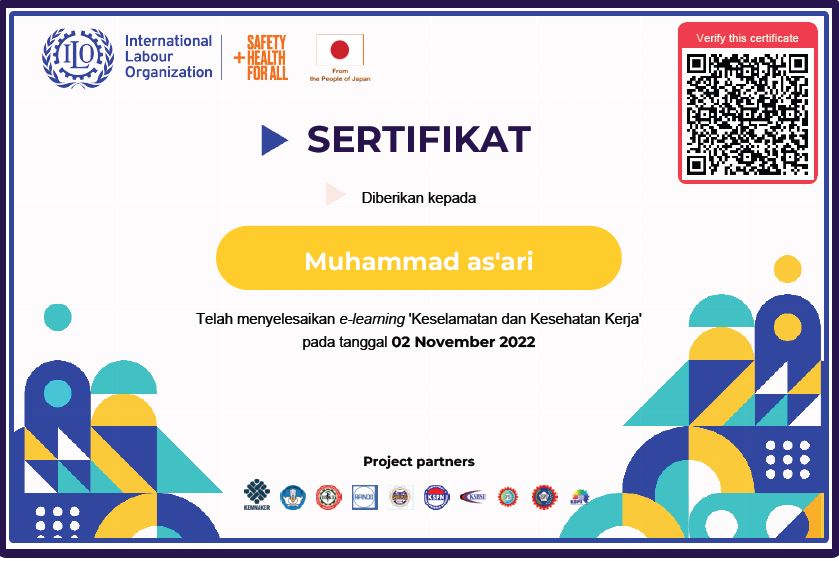 ILO
International
Labour
Organization
SAFETY
+HEALTH
FOR ALL
From
the People of Japan
Verify this certificate
SERTIFIKAT
Diberikan kepada
Muhammad as'ari
Telah menyelesaikan e-learning 'Keselamatan dan Kesehatan Kerja'
pada tanggal 02 November 2022
Project partners
KEMNAKER
APINDO
KSPN
KSBSI